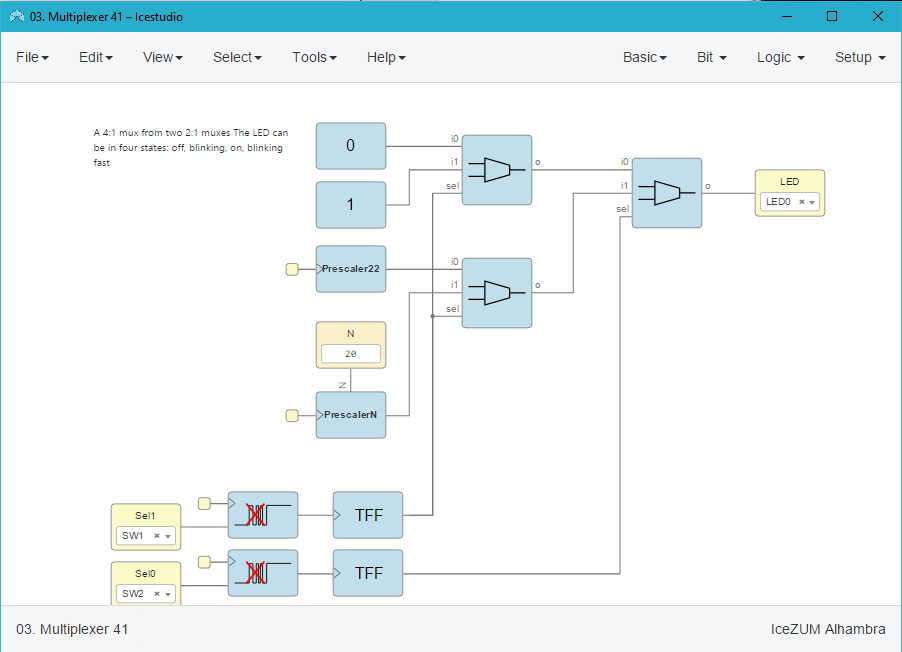 03. Multiplexer 41 – Icestudio
File Edit View Select Tools Help Basic Bit Logic Setup
A 4:1 mux from two 2:1 muxes The LED can
be in four states: off, blinking, on, blinking
fast
0
i0
i1
sel
o
1
i0
i1
sel
o
LED
LED0
Prescaler22
i0
i1
sel
o
N
20
N
PrescalerN
Sel1
SW1
TFF
Sel0
SW2
TFF
03. Multiplexer 41
IceZUM Alhambra